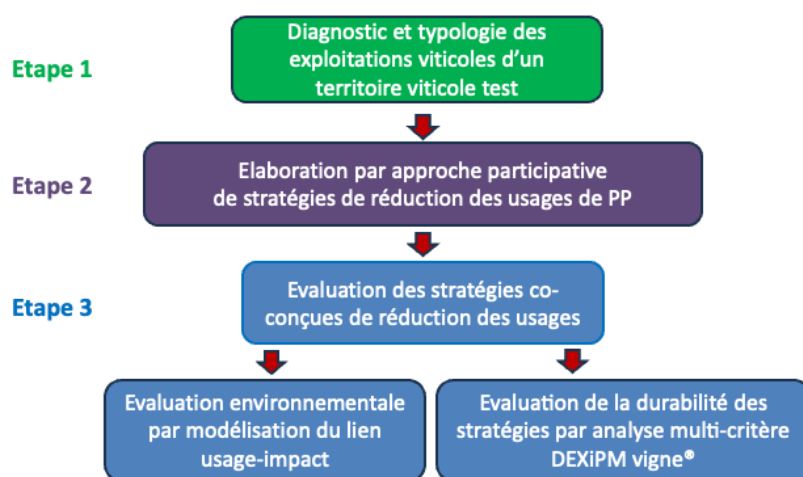 Etape 1
Diagnostic et typologie des
exploitations viticoles d’un
territoire viticole test
Etape 2
Elaboration par approche participative
de stratégies de réduction des usages de PP
Etape 3
Evaluation des stratégies co-
conçues de réduction des usages
Evaluation environnementale
par modélisation du lien
usage-impact
Evaluation de la durabilité des
stratégies par analyse multi-critère
DEXiPM vigne®